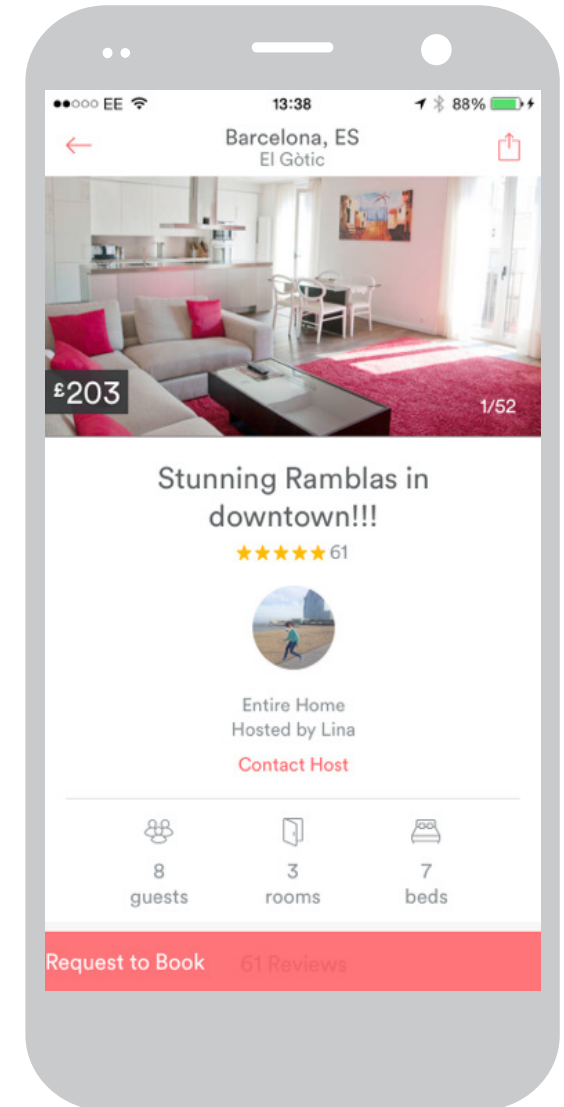 EE 13:38 88%
Barcelona, ES
El Gòtic
£203
1/52
Stunning Ramblas in
downtown!!!
61
Entire Home
Hosted by Lina
Contact Host
8 3 7
guests rooms beds
Request to Book 61 Reviews